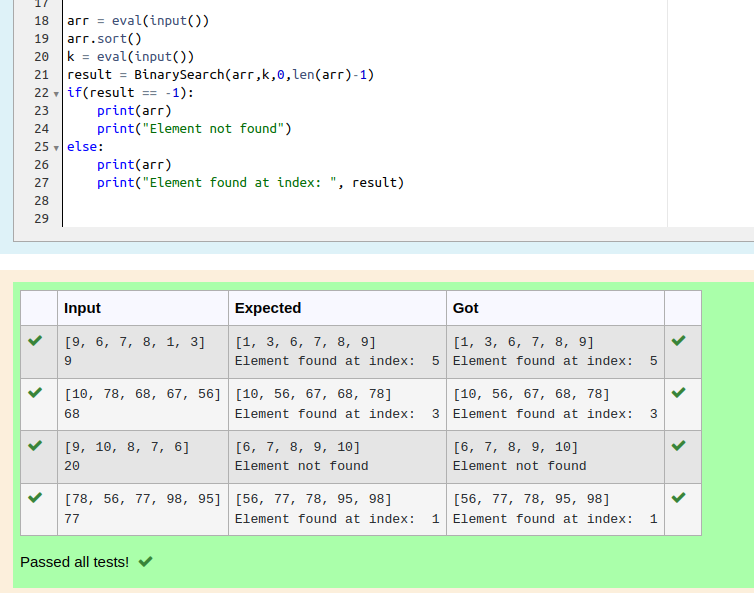 17
18 arr = eval(input())
19 arr.sort()
20 k = eval(input())
21 result = BinarySearch(arr,k,0,len(arr)-1)
22 if(result == -1):
23     print(arr)
24     print("Element not found")
25 else:
26     print(arr)
27     print("Element found at index: ", result)
28
29
Input Expected Got
[9, 6, 7, 8, 1, 3] [1, 3, 6, 7, 8, 9] [1, 3, 6, 7, 8, 9]
9 Element found at index:  5 Element found at index:  5
[10, 78, 68, 67, 56] [10, 56, 67, 68, 78] [10, 56, 67, 68, 78]
68 Element found at index:  3 Element found at index:  3
[9, 10, 8, 7, 6] [6, 7, 8, 9, 10] [6, 7, 8, 9, 10]
20 Element not found Element not found
[78, 56, 77, 98, 95] [56, 77, 78, 95, 98] [56, 77, 78, 95, 98]
77 Element found at index:  1 Element found at index:  1
Passed all tests!